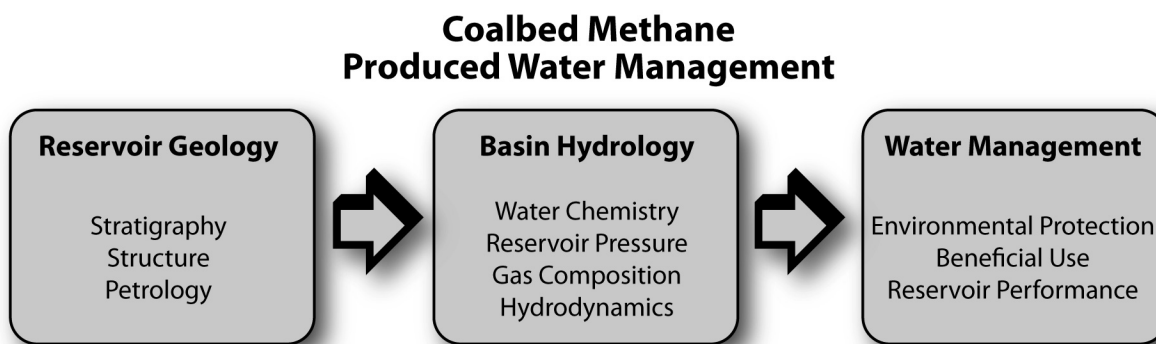 Coalbed Methane
Produced Water Management
Reservoir Geology
Stratigraphy
Structure
Petrology
Basin Hydrology
Water Chemistry
Reservoir Pressure
Gas Composition
Hydrodynamics
Water Management
Environmental Protection
Beneficial Use
Reservoir Performance